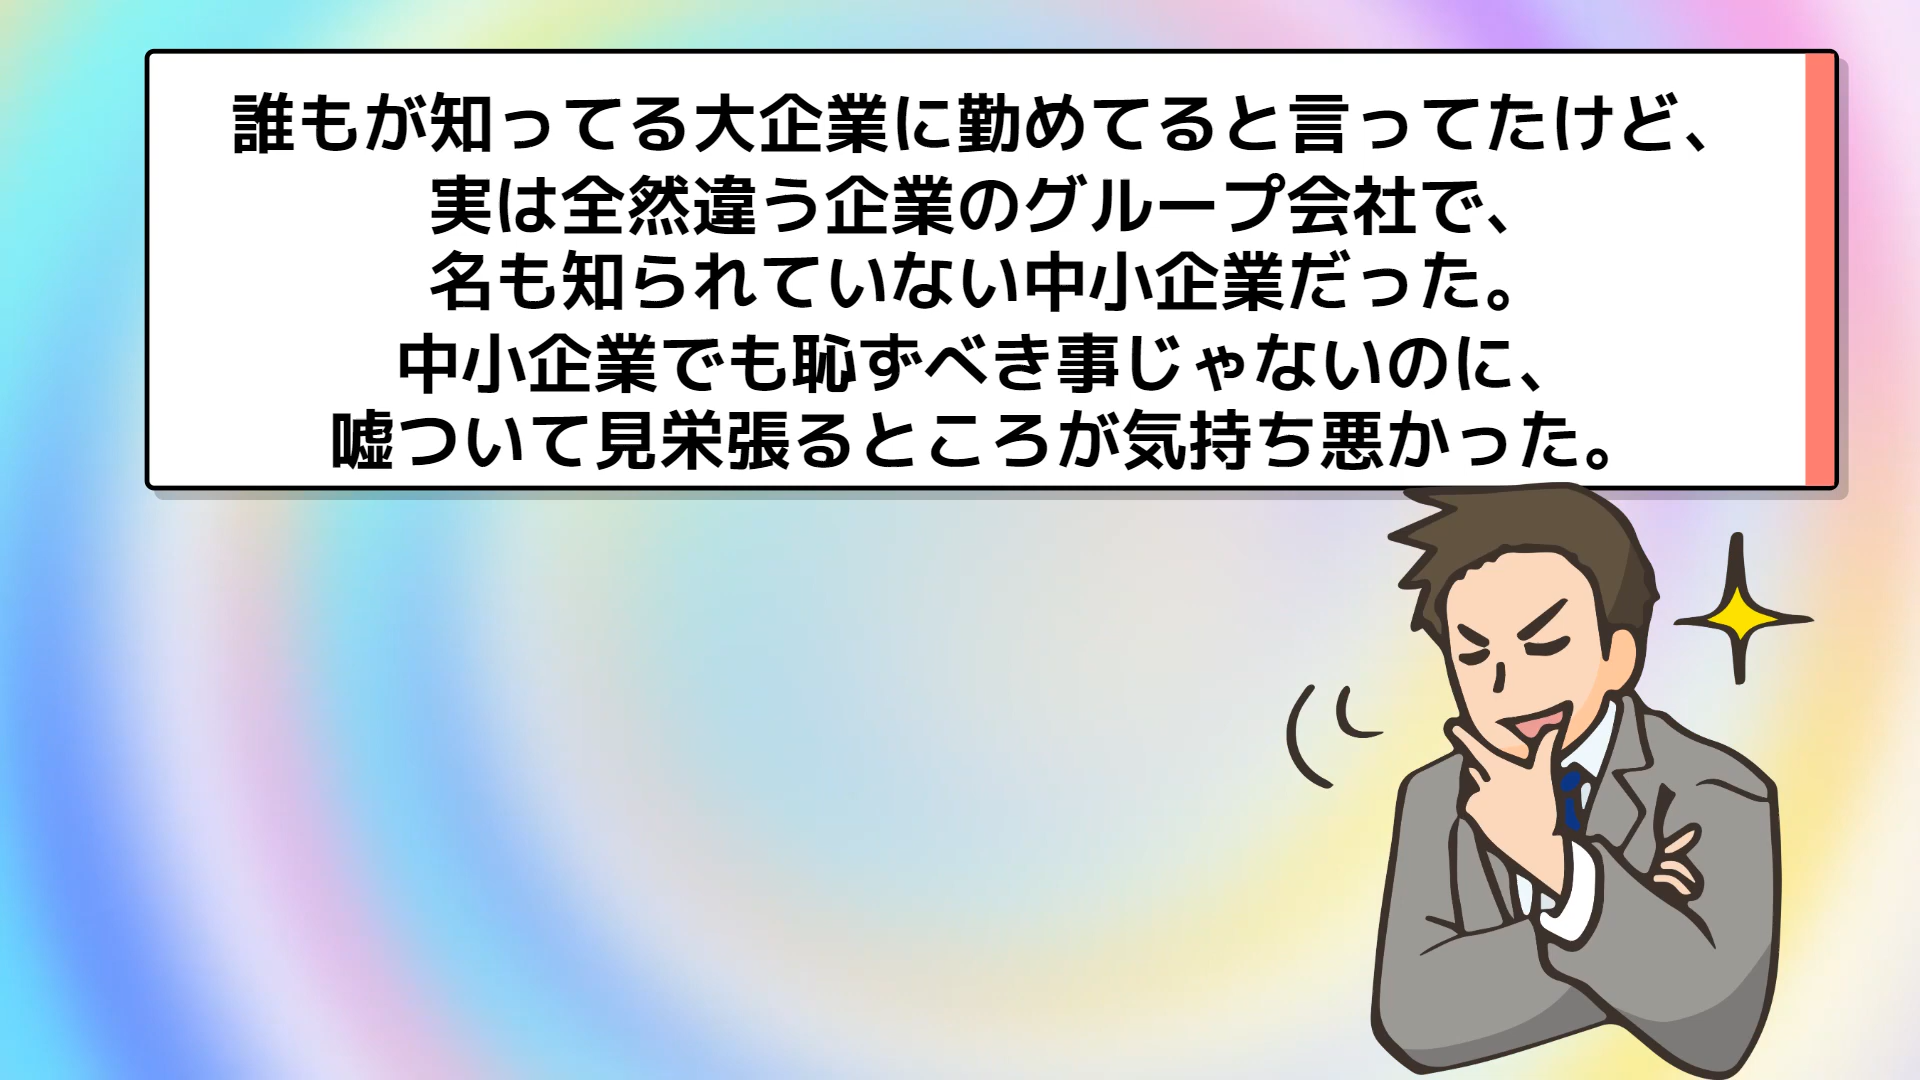 誰もが知ってる大企業に勤めてると言ってたけど、
実は全然違う企業のグループ会社で、
名も知られていない中小企業だった。
中小企業でも恥ずべき事じゃないのに、
嘘ついて見栄張るところが気持ち悪かった。